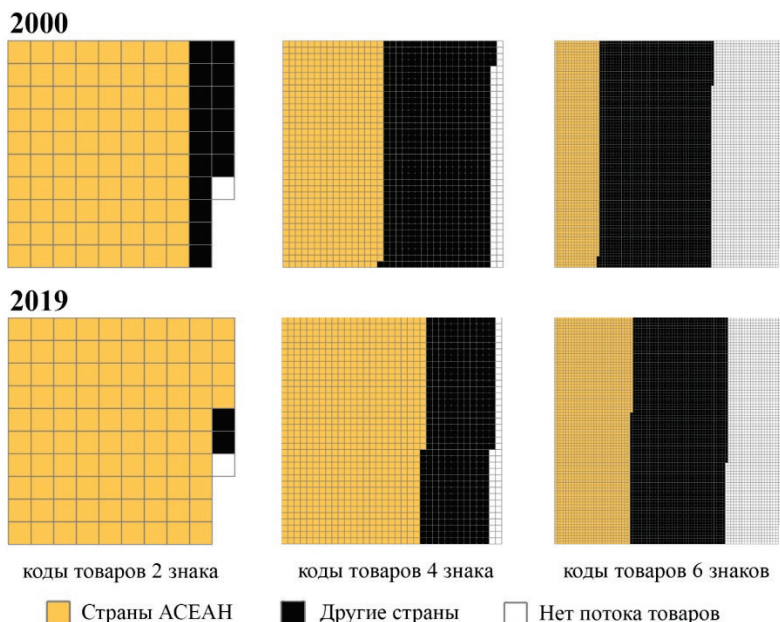 2000
2019
коды товаров 2 знака
коды товаров 4 знака
коды товаров 6 знаков
Страны АСЕАН
Другие страны
Нет потока товаров